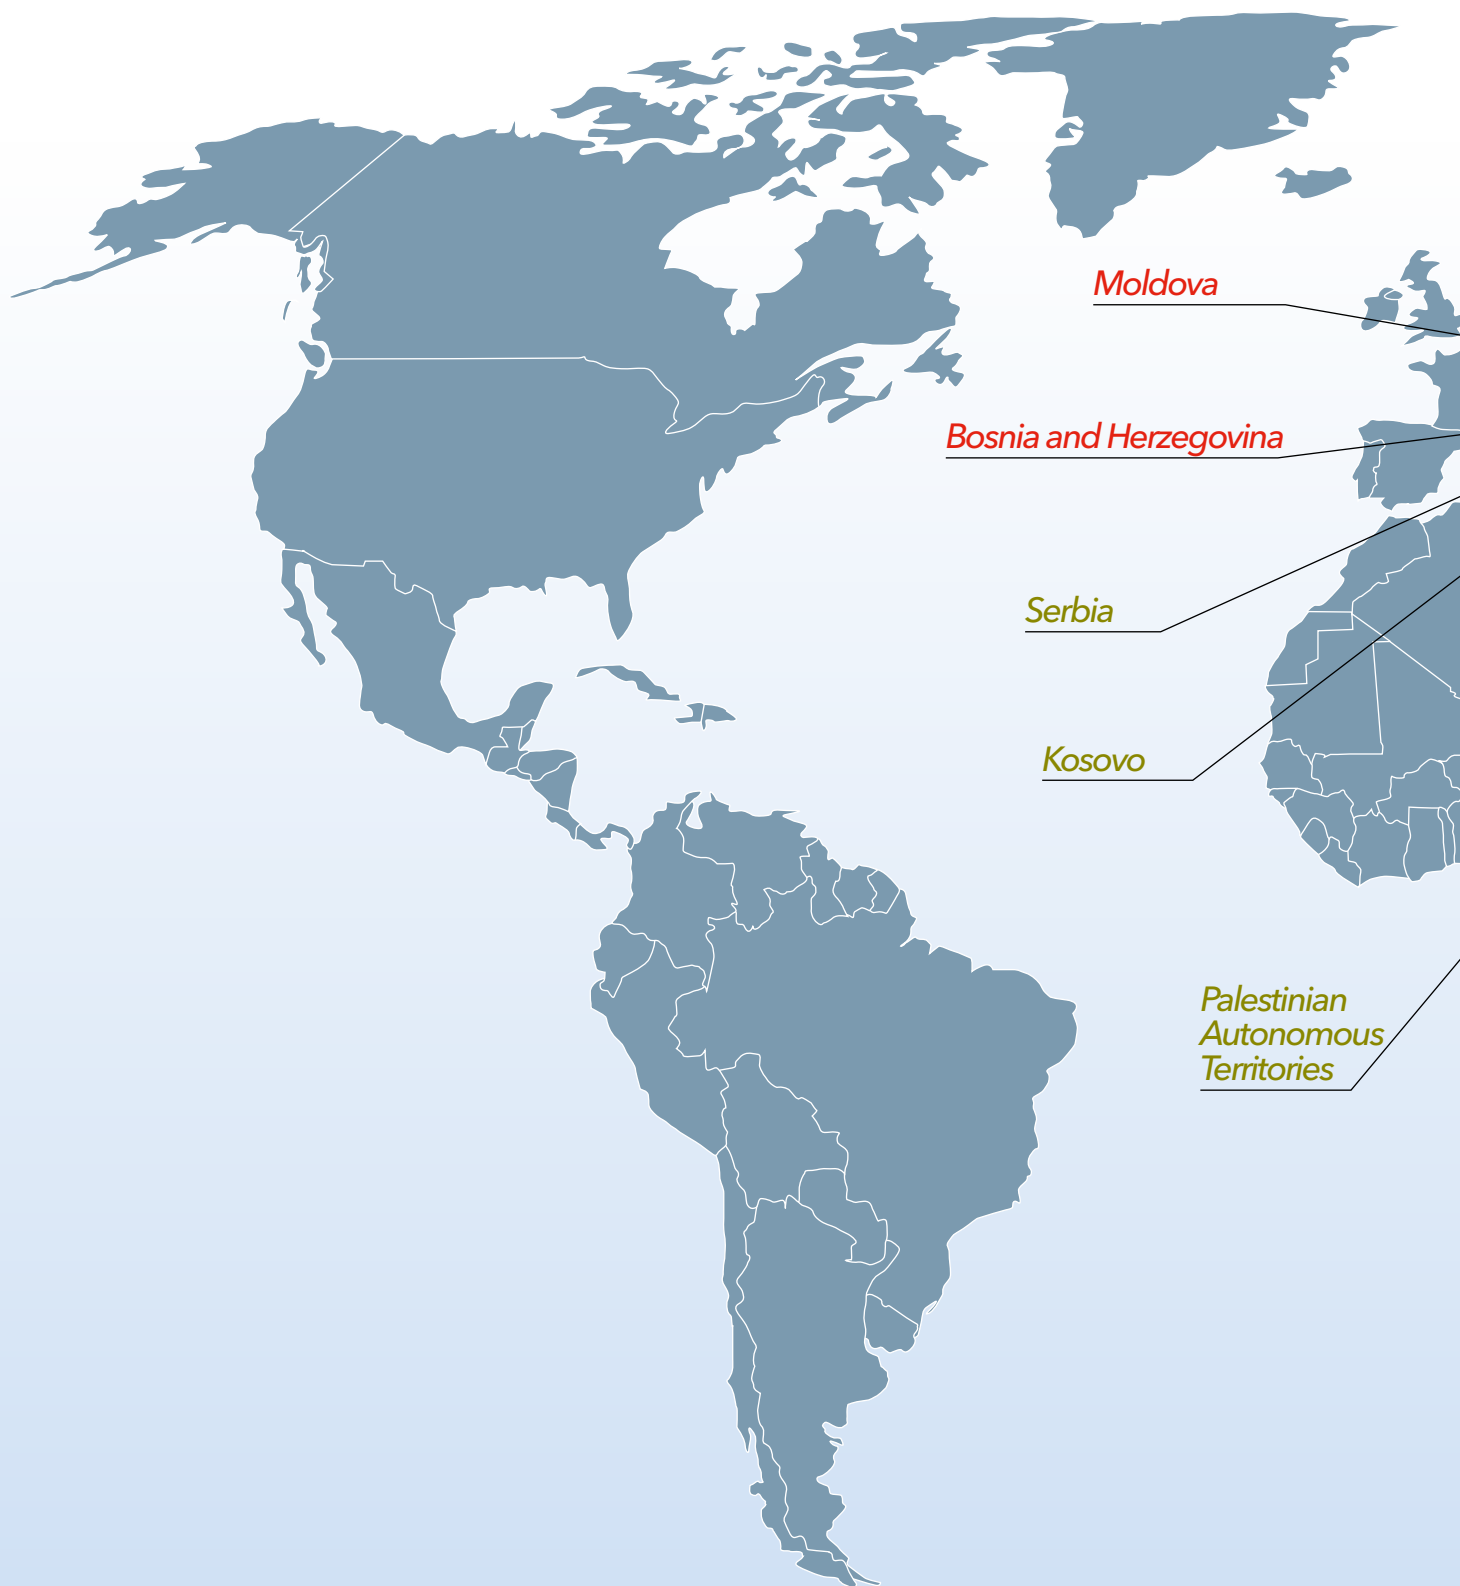 Moldova
Bosnia and Herzegovina
Serbia
Kosovo
Palestinian
Autonomous
Territories